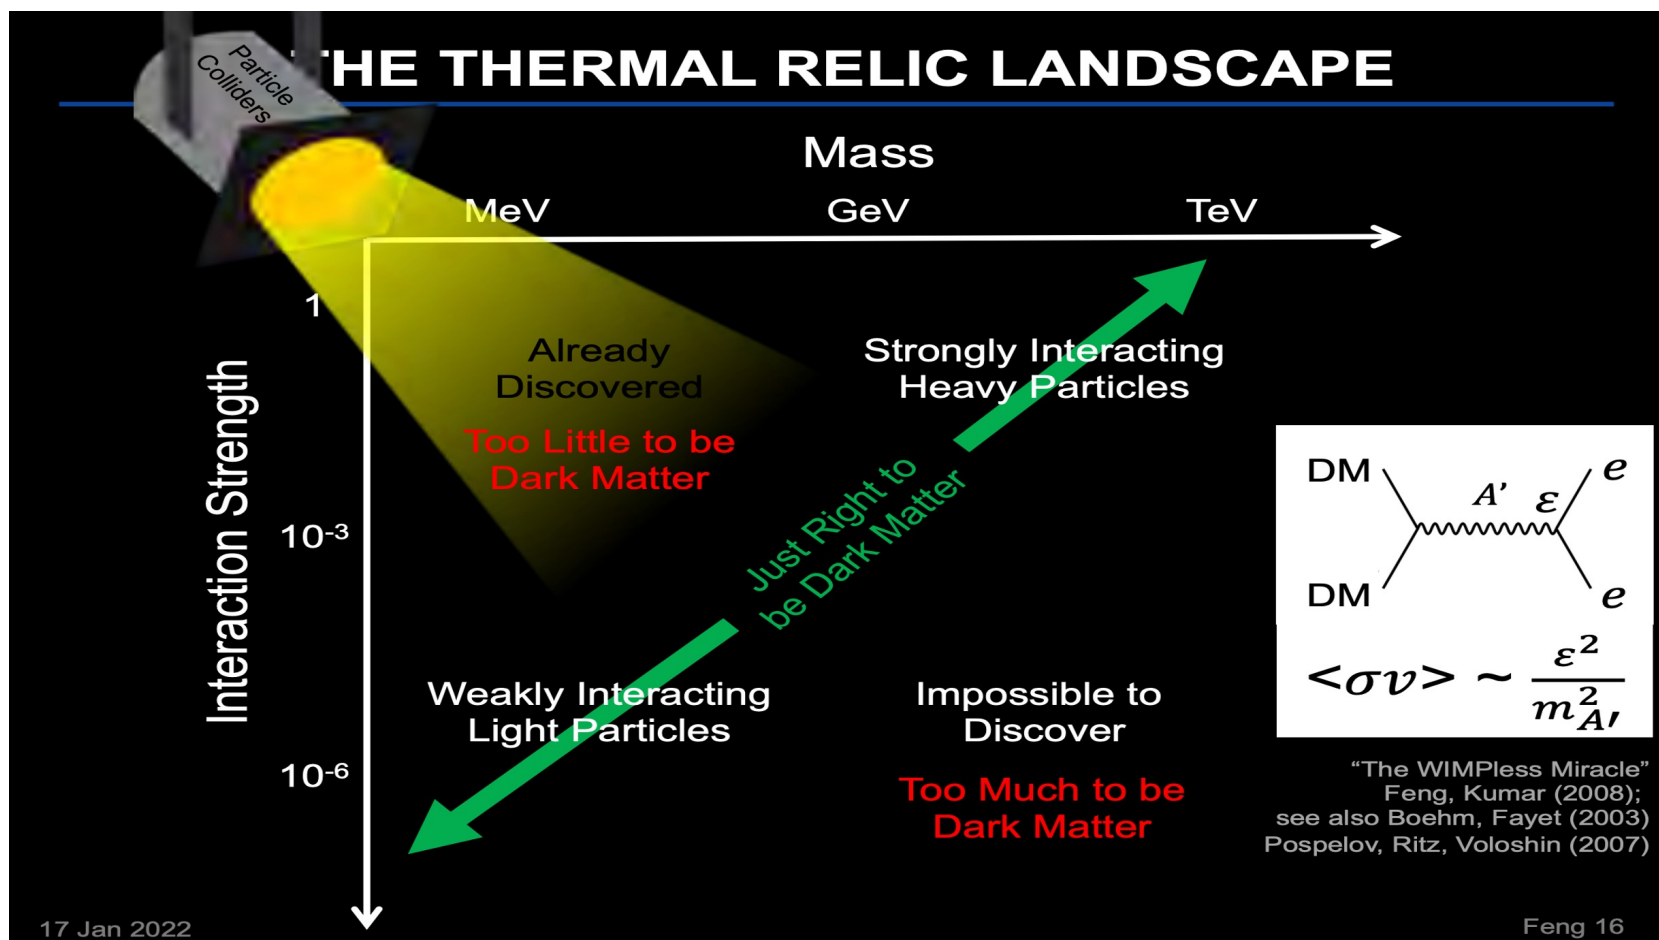 Particle
Colliders
THE THERMAL RELIC LANDSCAPE
Mass
MeV GeV TeV
1
10-3
10-6
Interaction Strength
Already
Discovered
Too Little to be
Dark Matter
Strongly Interacting
Heavy Particles
Just Right to
be Dark Matter
Weakly Interacting
Light Particles
Impossible to
Discover
Too Much to be
Dark Matter
DM A’ ε e
DM e
<σv> ~ ε² / m²A′
“The WIMPless Miracle”
Feng, Kumar (2008);
see also Boehm, Fayet (2003)
Pospelov, Ritz, Voloshin (2007)
17 Jan 2022
Feng 16